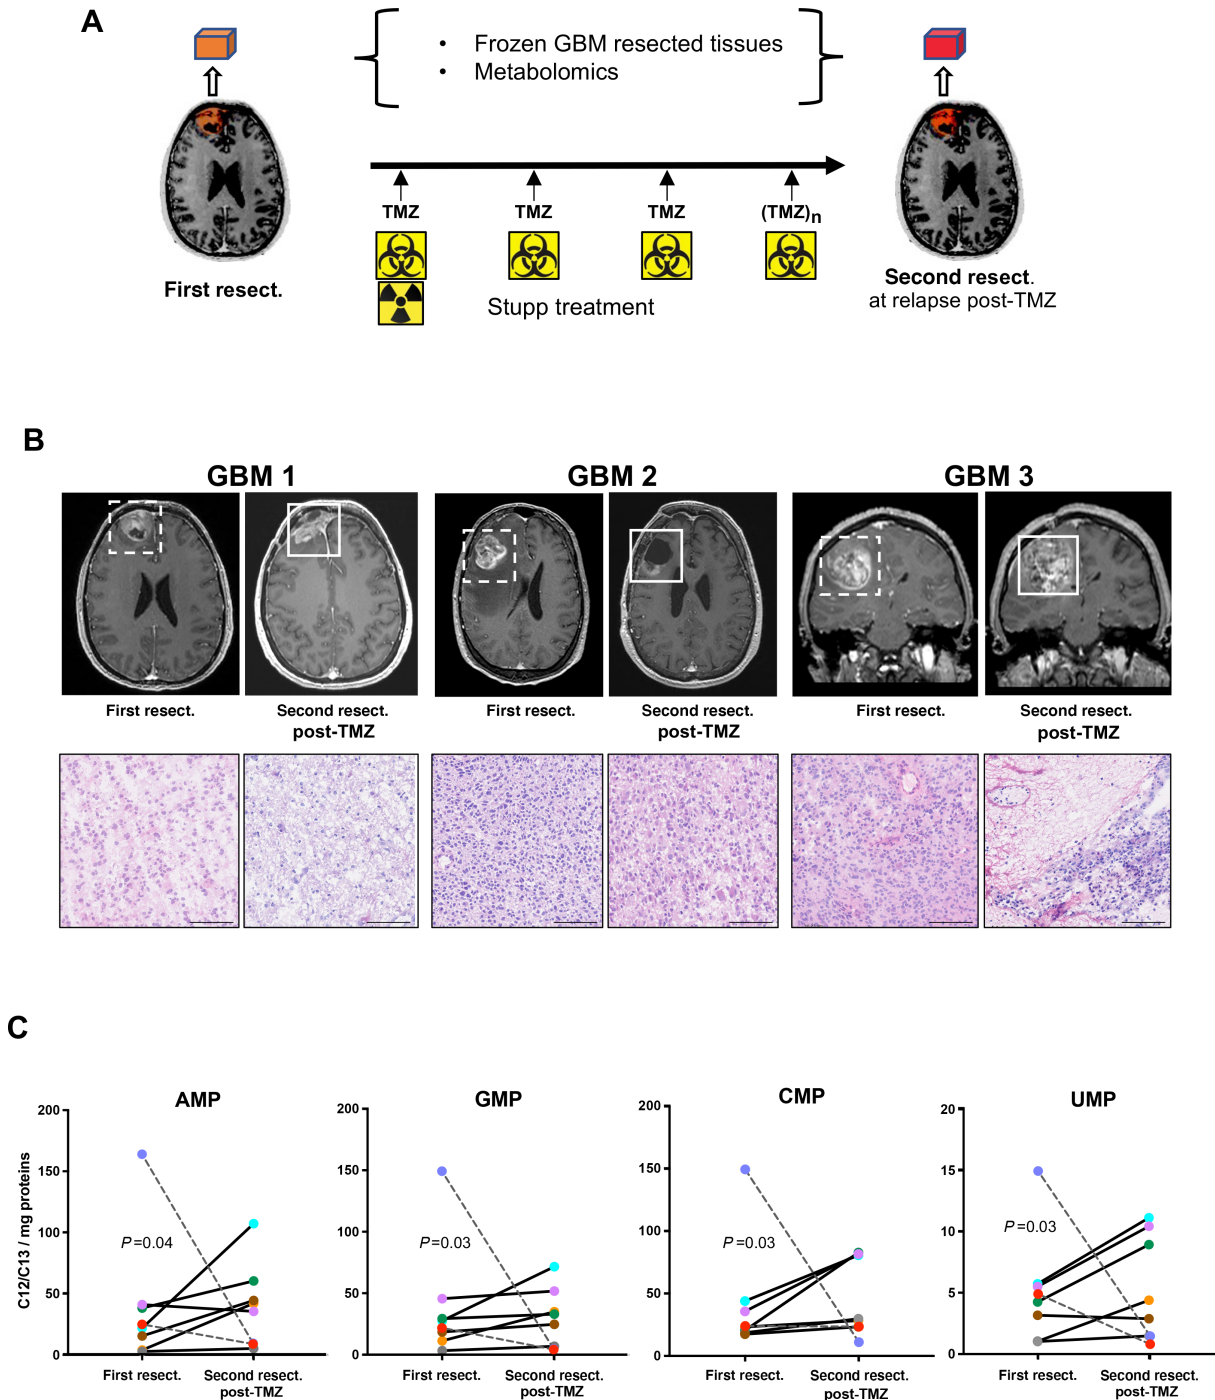 A
• Frozen GBM resected tissues
• Metabolomics
TMZ TMZ TMZ (TMZ)n
First resect.
Stupp treatment
Second resect.
at relapse post-TMZ
B
GBM 1 GBM 2 GBM 3
First resect. Second resect. First resect. Second resect. First resect. Second resect.
post-TMZ post-TMZ post-TMZ
C
AMP GMP CMP UMP
C12/C13 / mg proteins
200
150
100
50
0
P=0.04
First resect. Second resect.
post-TMZ
200
150
100
50
0
P=0.03
First resect. Second resect.
post-TMZ
200
150
100
50
0
P=0.03
First resect. Second resect.
post-TMZ
20
15
10
5
0
P=0.03
First resect. Second resect.
post-TMZ